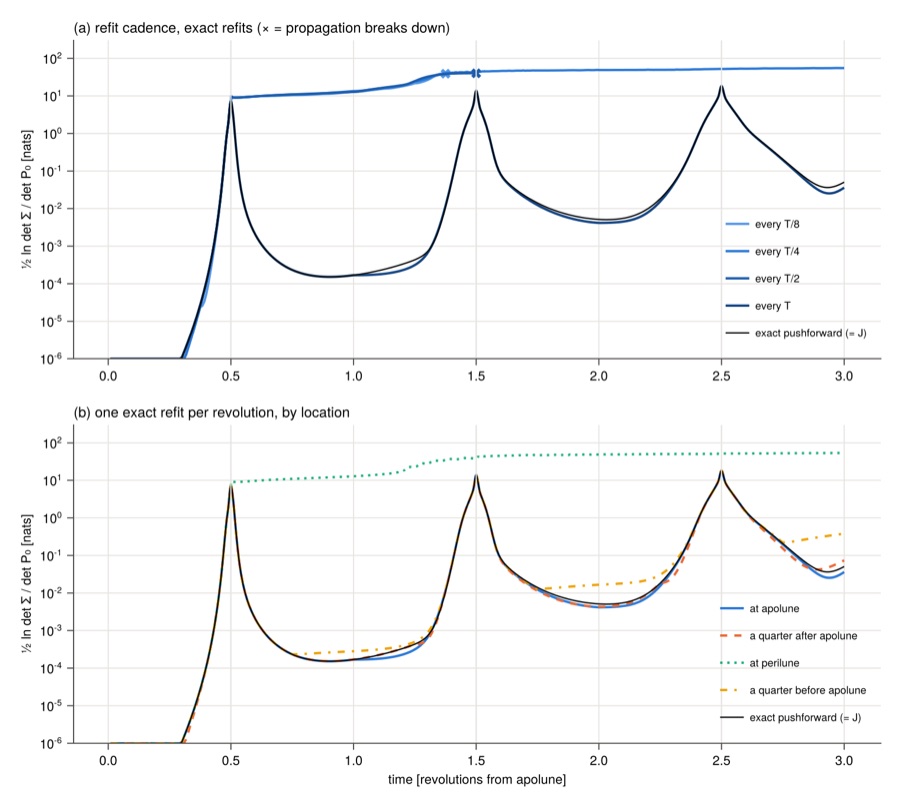 (a) refit cadence, exact refits (× = propagation breaks down)
10²
10¹
10⁰
10⁻¹
10⁻²
10⁻³
10⁻⁴
10⁻⁵
10⁻⁶
½ ln det Σ / det P₀ [nats]
every T/8
every T/4
every T/2
every T
exact pushforward (= J)
0.0 0.5 1.0 1.5 2.0 2.5 3.0
(b) one exact refit per revolution, by location
10²
10¹
10⁰
10⁻¹
10⁻²
10⁻³
10⁻⁴
10⁻⁵
10⁻⁶
½ ln det Σ / det P₀ [nats]
at apolune
a quarter after apolune
at perilune
a quarter before apolune
exact pushforward (= J)
0.0 0.5 1.0 1.5 2.0 2.5 3.0
time [revolutions from apolune]